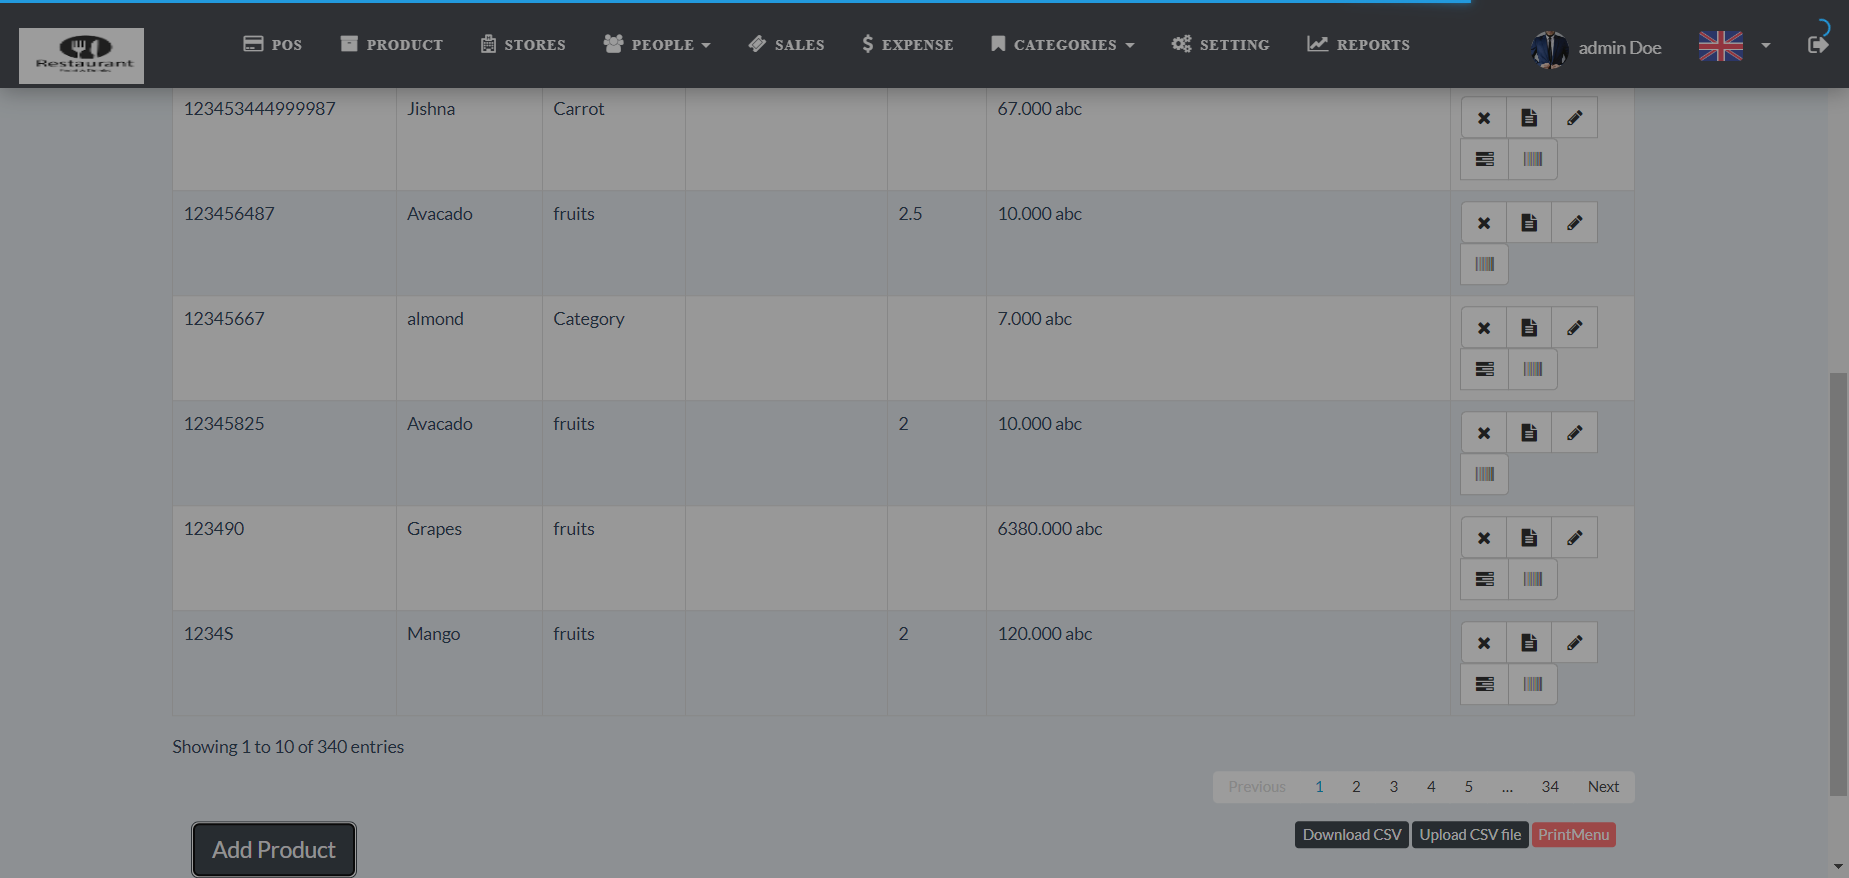 Restaurant
POS PRODUCT STORES PEOPLE SALES EXPENSE CATEGORIES SETTING REPORTS admin Doe
123453444999987 Jishna Carrot 67.000 abc
123456487 Avacado fruits 2.5 10.000 abc
12345667 almond Category 7.000 abc
12345825 Avacado fruits 2 10.000 abc
123490 Grapes fruits 6380.000 abc
1234S Mango fruits 2 120.000 abc
Showing 1 to 10 of 340 entries
Previous 1 2 3 4 5 ... 34 Next
Download CSV Upload CSV file PrintMenu
Add Product